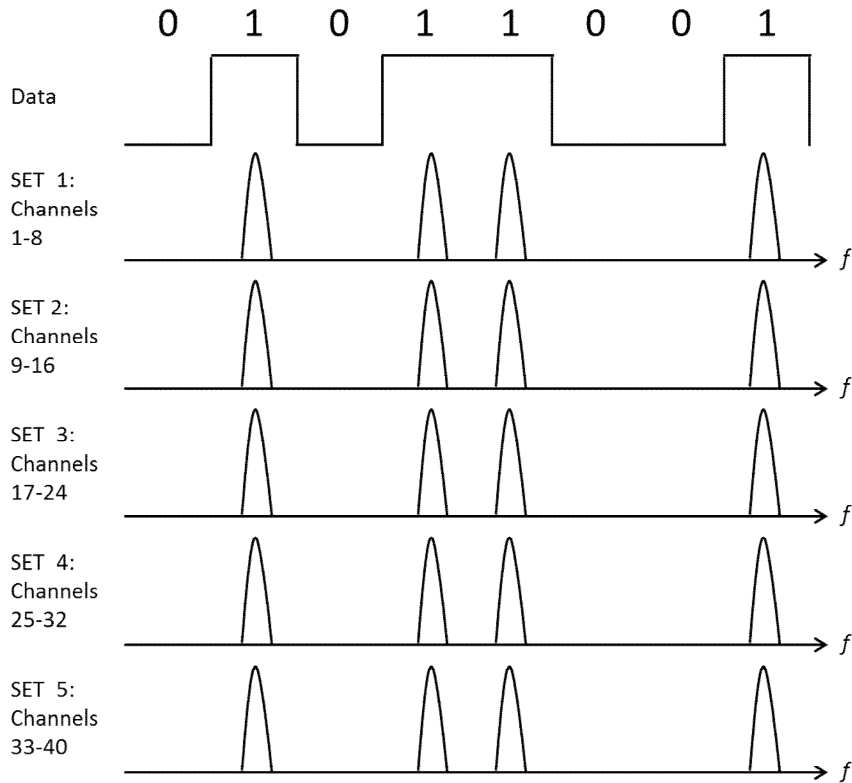 0 1 0 1 1 0 0 1
Data
SET 1:
Channels
1-8
f
SET 2:
Channels
9-16
f
SET 3:
Channels
17-24
f
SET 4:
Channels
25-32
f
SET 5:
Channels
33-40
f